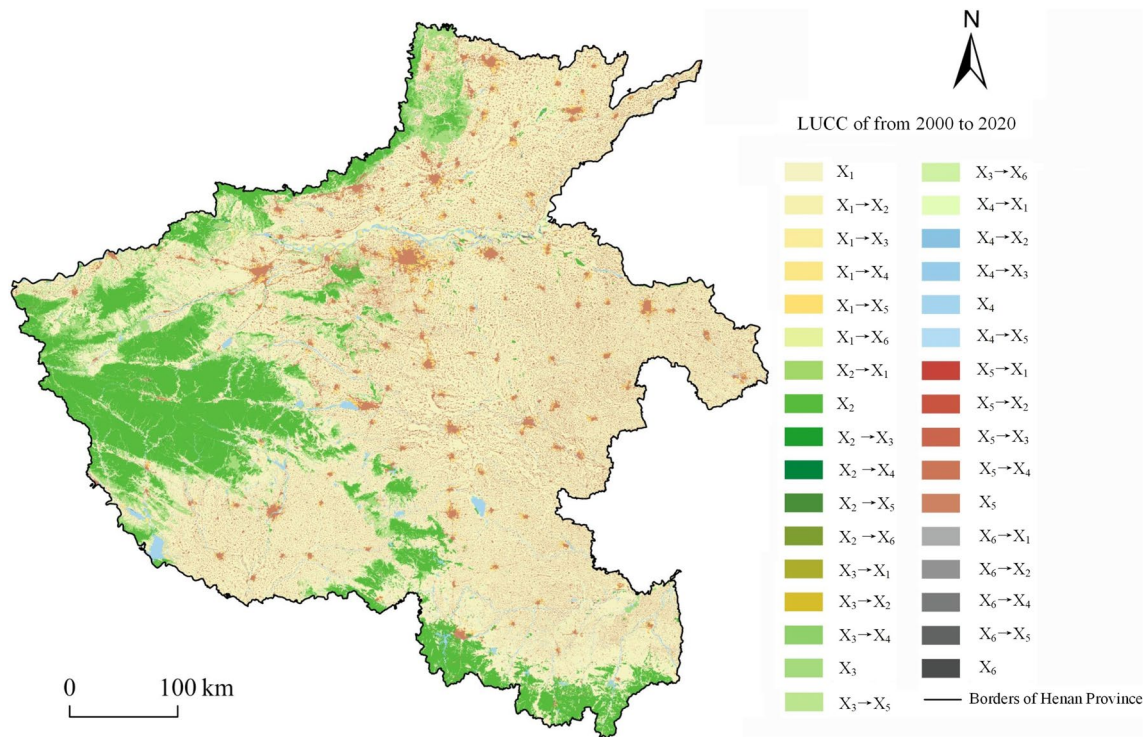 N
LUCC of from 2000 to 2020
X₁
X₁→X₂
X₁→X₃
X₁→X₄
X₁→X₅
X₁→X₆
X₂→X₁
X₂
X₂→X₃
X₂→X₄
X₂→X₅
X₂→X₆
X₃→X₁
X₃→X₂
X₃→X₄
X₃
X₃→X₅
X₃→X₆
X₄→X₁
X₄→X₂
X₄→X₃
X₄
X₄→X₅
X₅→X₁
X₅→X₂
X₅→X₃
X₅→X₄
X₅
X₆→X₁
X₆→X₂
X₆→X₄
X₆→X₅
X₆
Borders of Henan Province
0 100 km